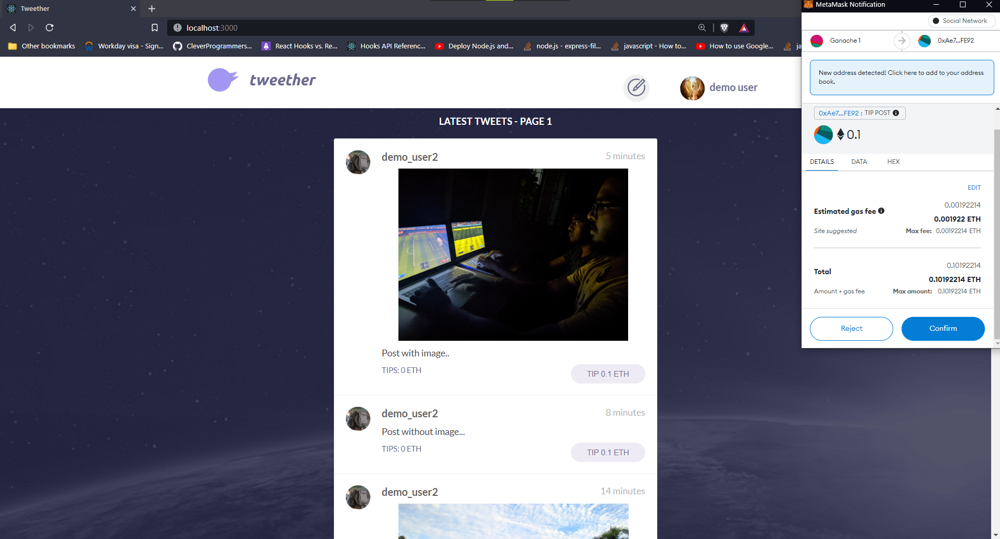 Tweether
localhost:3000
Other bookmarks
Workday visa - Sign...
CleverProgrammers...
React Hooks vs. Re...
Hooks API Referenc...
Deploy Node.js and...
node.js - express-fil...
javascript - How to...
How to use Google...
ja
tweether
demo user
LATEST TWEETS - PAGE 1
demo_user2
5 minutes
Post with image..
TIPS: 0 ETH
TIP 0.1 ETH
demo_user2
8 minutes
Post without image...
TIPS: 0 ETH
TIP 0.1 ETH
demo_user2
14 minutes
MetaMask Notification
Social Network
Ganache 1
0xAe7...FE92
New address detected! Click here to add to your address
book.
0xAe7...FE92 : TIP POST
0.1
DETAILS
DATA
HEX
EDIT
Estimated gas fee
0.00192214
0.001922 ETH
Site suggested
Max fee: 0.00192214 ETH
Total
0.10192214
0.10192214 ETH
Amount + gas fee
Max amount: 0.10192214 ETH
Reject
Confirm